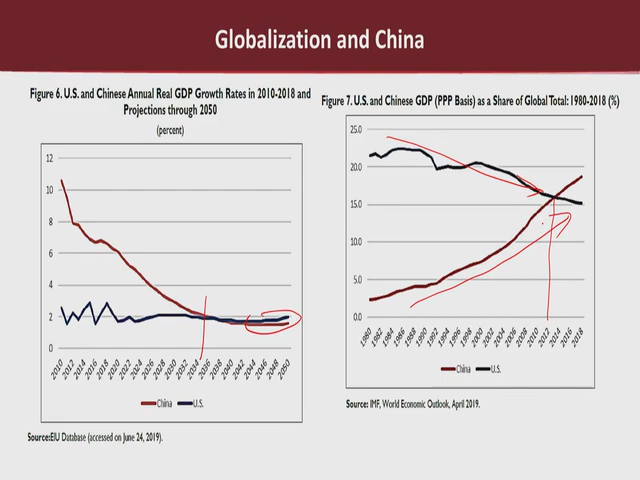 Globalization and China
Figure 6. U.S. and Chinese Annual Real GDP Growth Rates in 2010-2018 and
Projections through 2050
(percent)
12
10
8
6
4
2
0
2010 2012 2014 2016 2018 2020 2022 2024 2026 2028 2030 2032 2034 2036 2038 2040 2042 2044 2046 2048 2050
China U.S.
Source:EIU Database (accessed on June 24, 2019).
Figure 7. U.S. and Chinese GDP (PPP Basis) as a Share of Global Total: 1980-2018 (%)
25.0
20.0
15.0
10.0
5.0
0.0
1980 1982 1984 1986 1988 1990 1992 1994 1996 1998 2000 2002 2004 2006 2008 2010 2012 2014 2016 2018
China U.S.
Source: IMF, World Economic Outlook, April 2019.